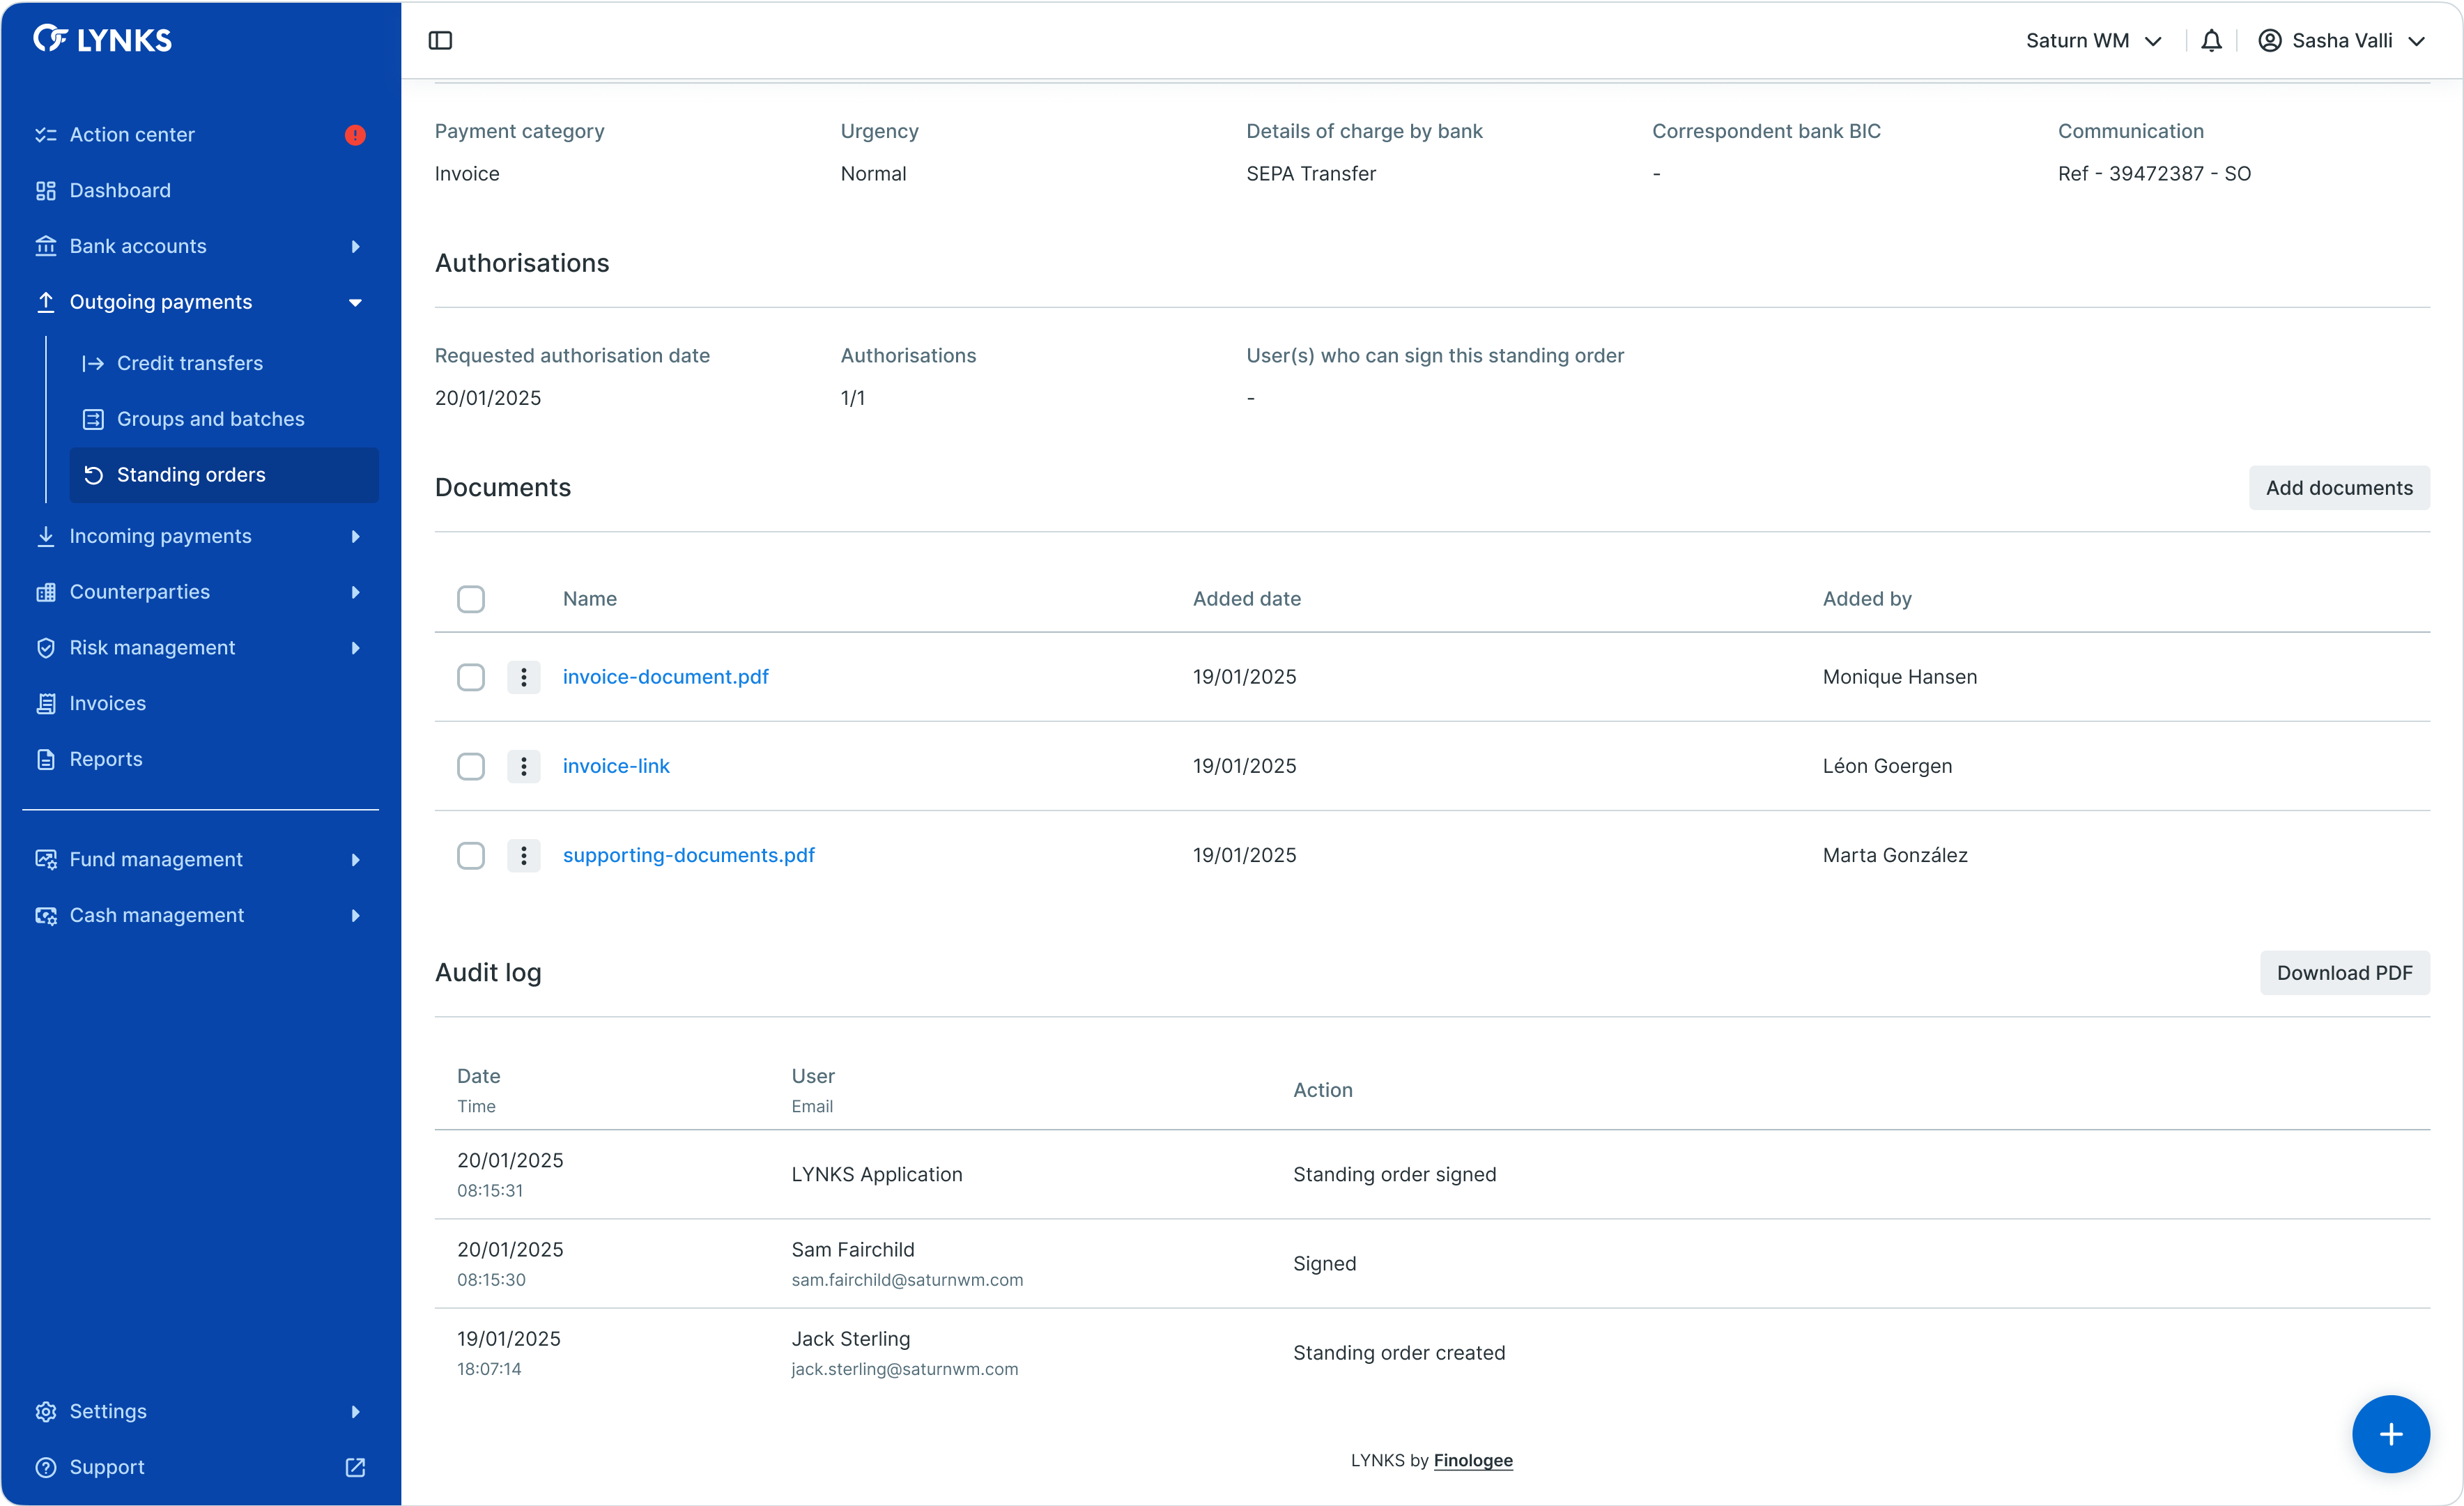 LYNKS
Saturn WM
Sasha Valli
Action center
Dashboard
Bank accounts
Outgoing payments
Credit transfers
Groups and batches
Standing orders
Incoming payments
Counterparties
Risk management
Invoices
Reports
Fund management
Cash management
Settings
Support
Payment category Urgency Details of charge by bank Correspondent bank BIC Communication
Invoice Normal SEPA Transfer - Ref - 39472387 - SO
Authorisations
Requested authorisation date Authorisations User(s) who can sign this standing order
20/01/2025 1/1 -
Documents Add documents
Name Added date Added by
invoice-document.pdf 19/01/2025 Monique Hansen
invoice-link 19/01/2025 Léon Goergen
supporting-documents.pdf 19/01/2025 Marta González
Audit log Download PDF
Date User Action
Time Email
20/01/2025 LYNKS Application Standing order signed
08:15:31
20/01/2025 Sam Fairchild Signed
08:15:30 sam.fairchild@saturnwm.com
19/01/2025 Jack Sterling Standing order created
18:07:14 jack.sterling@saturnwm.com
LYNKS by Finologee